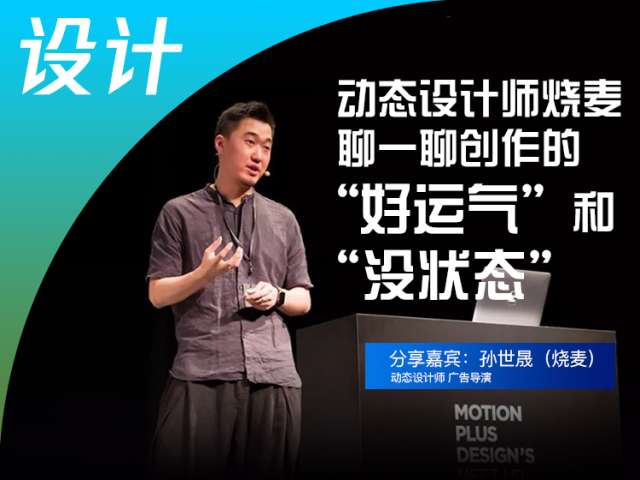 设计
动态设计师烧麦
聊一聊创作的
“好运气”和
“没状态”
分享嘉宾：孙世晟（烧麦）
动态设计师 广告导演
MOTION
PLUS
DESIGN'S
MEET UP